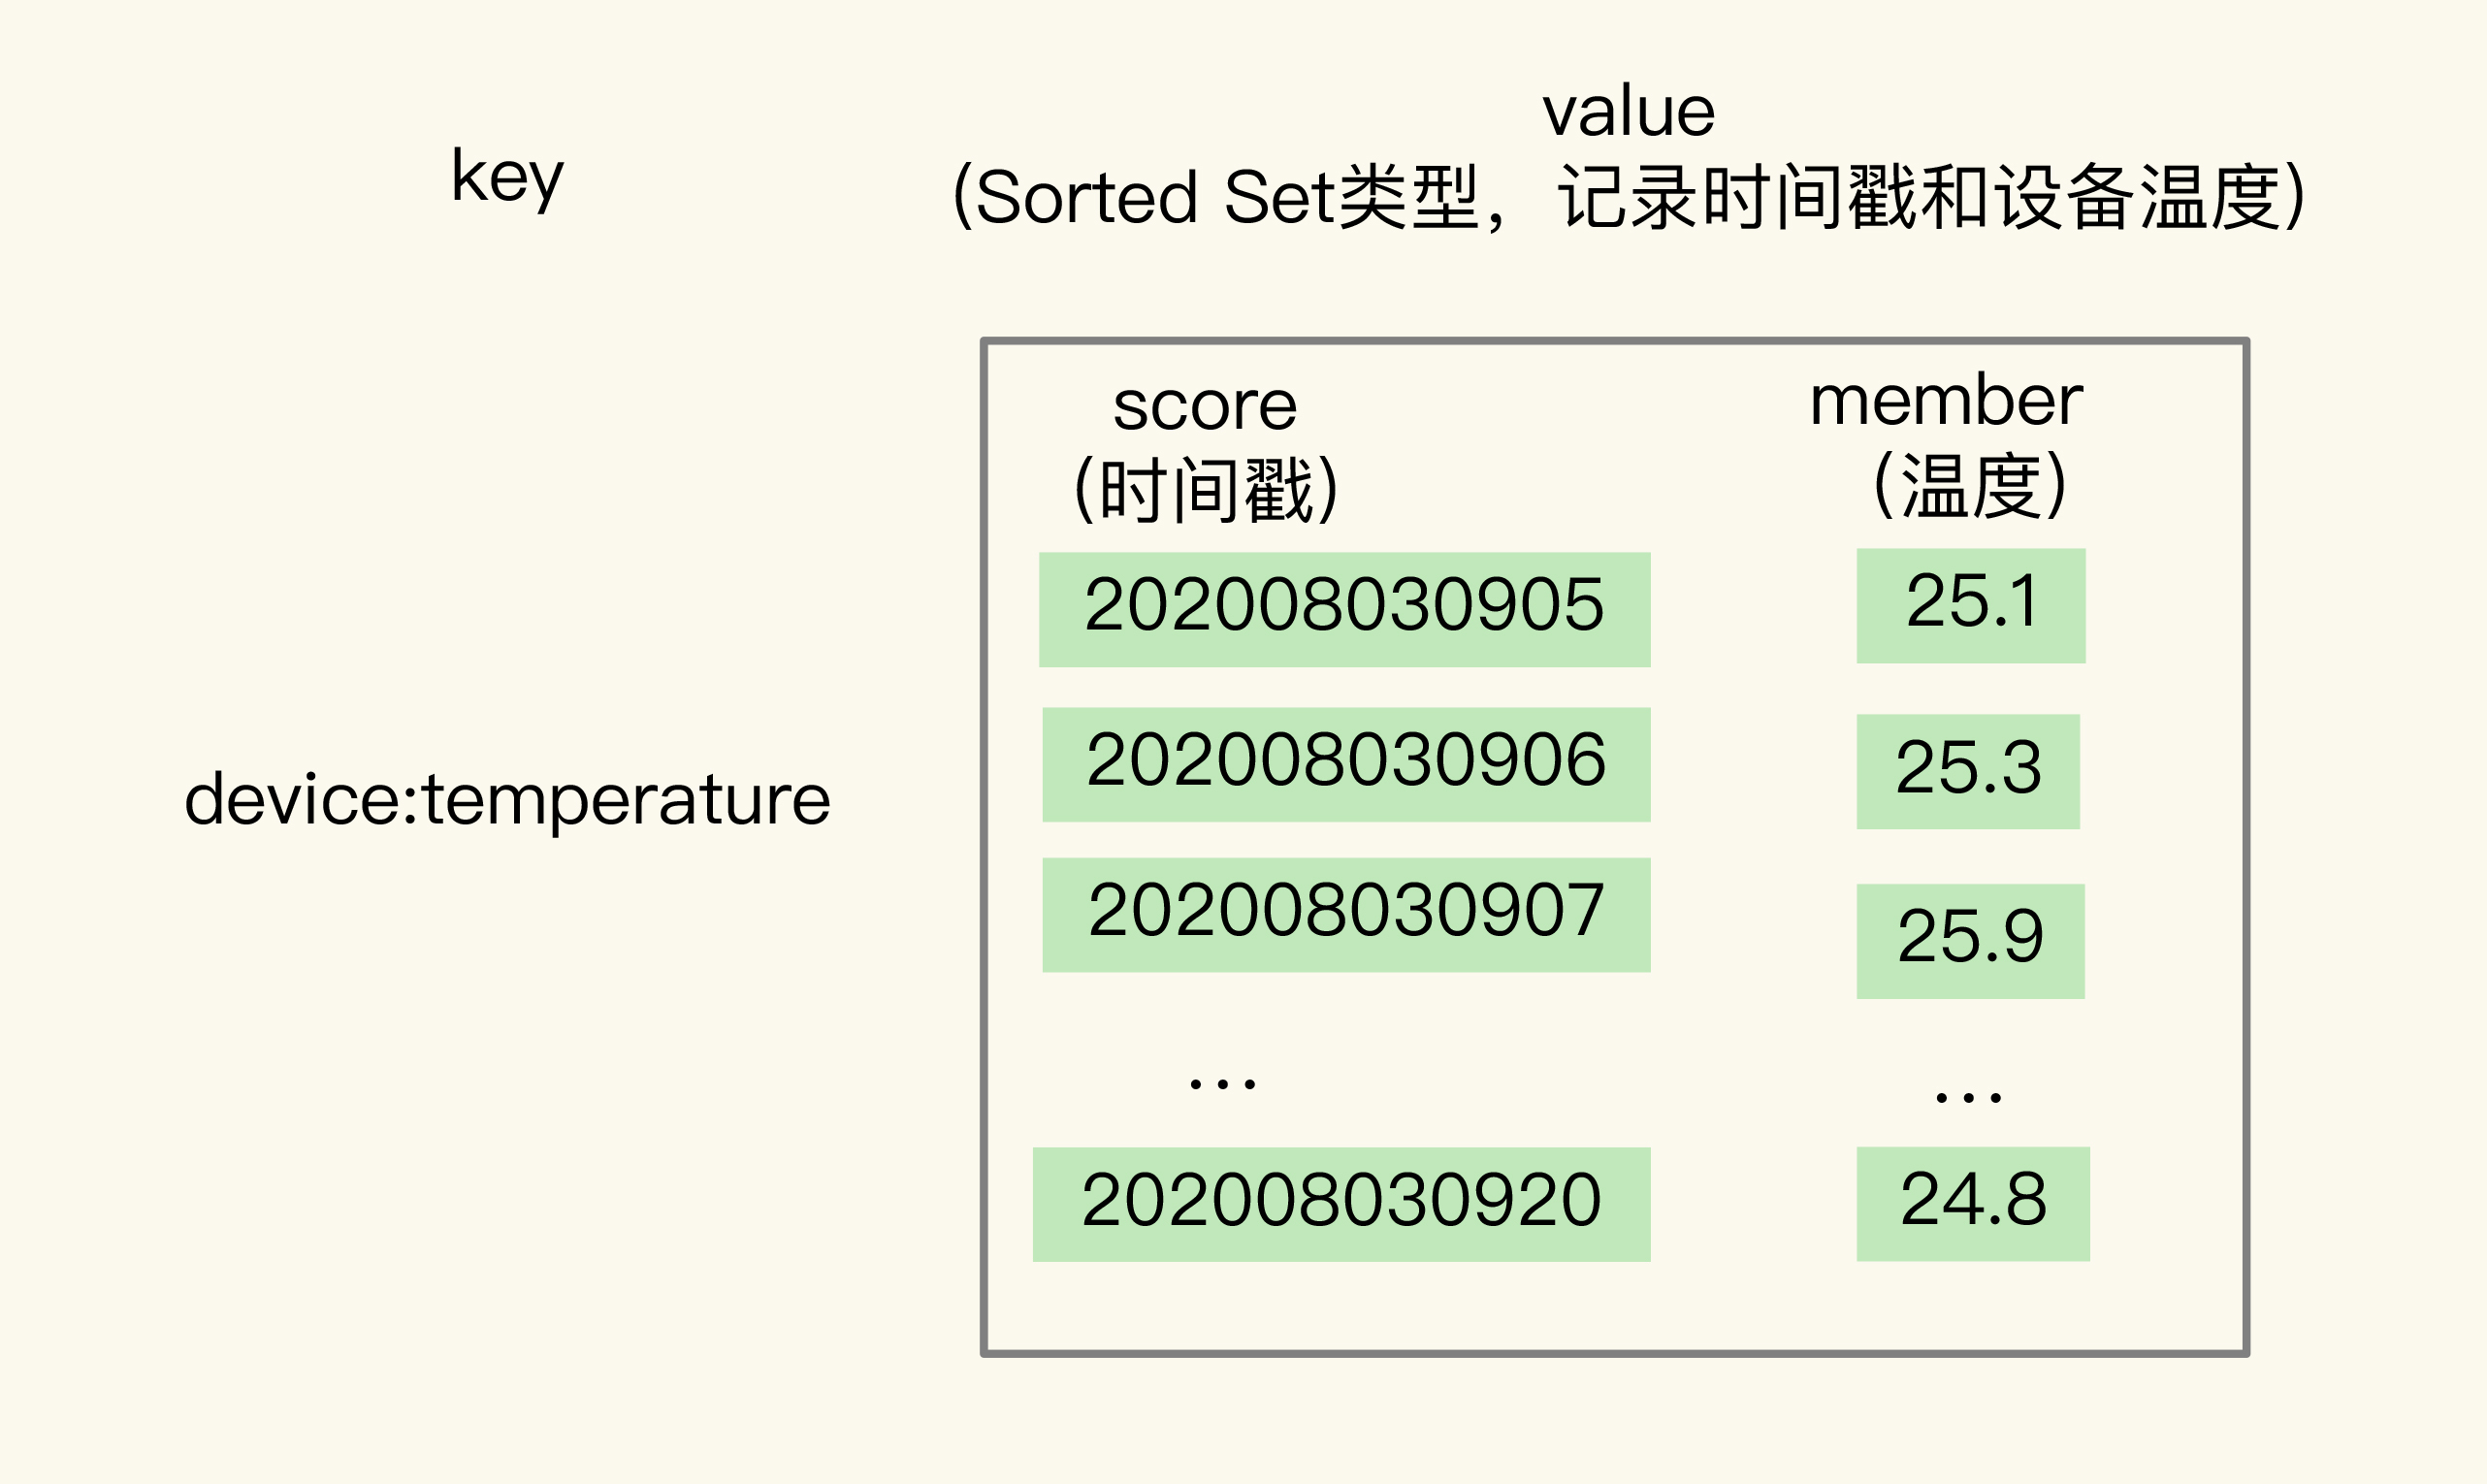 key
value
(Sorted Set类型，记录时间戳和设备温度)
score
(时间戳)
member
(温度)
202008030905
25.1
202008030906
25.3
device:temperature
202008030907
25.9
...
...
202008030920
24.8